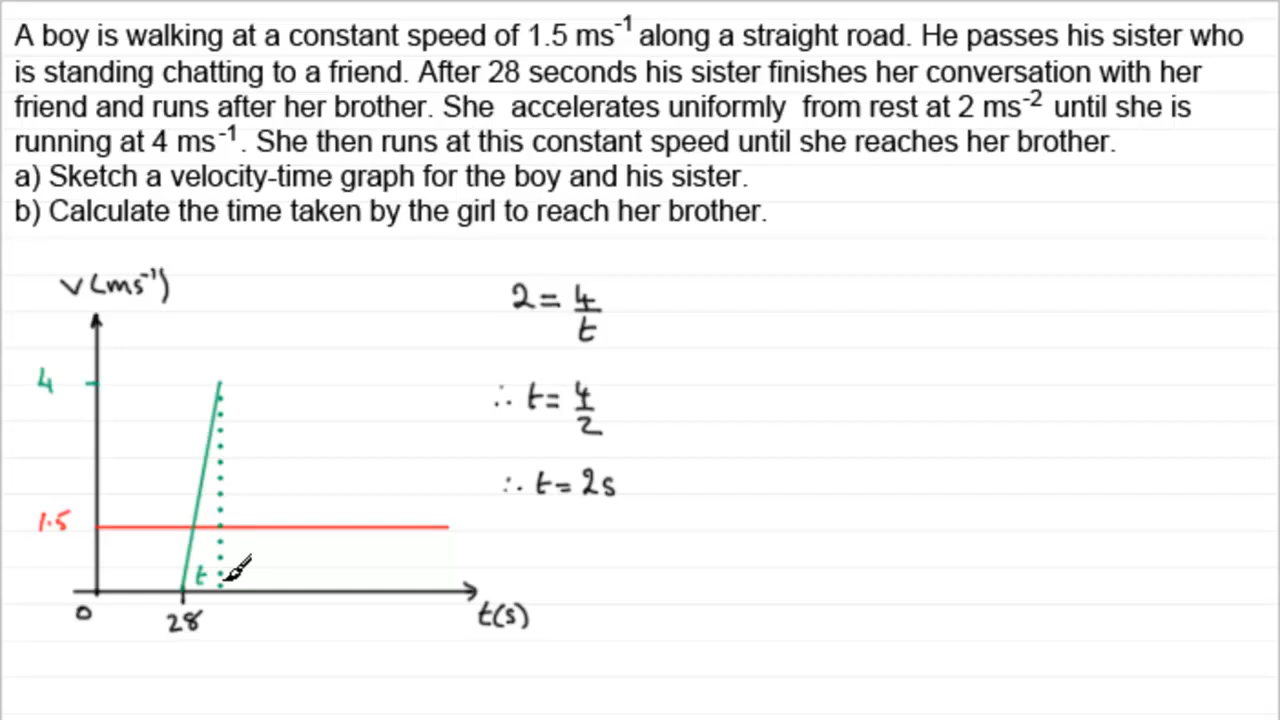 A boy is walking at a constant speed of 1.5 ms⁻¹ along a straight road. He passes his sister who
is standing chatting to a friend. After 28 seconds his sister finishes her conversation with her
friend and runs after her brother. She accelerates uniformly from rest at 2 ms⁻² until she is
running at 4 ms⁻¹. She then runs at this constant speed until she reaches her brother.
a) Sketch a velocity-time graph for the boy and his sister.
b) Calculate the time taken by the girl to reach her brother.
V (ms⁻¹)
4
1.5
t
0
28
t(s)
2 = 4/t
∴ t = 4/2
∴ t = 2s